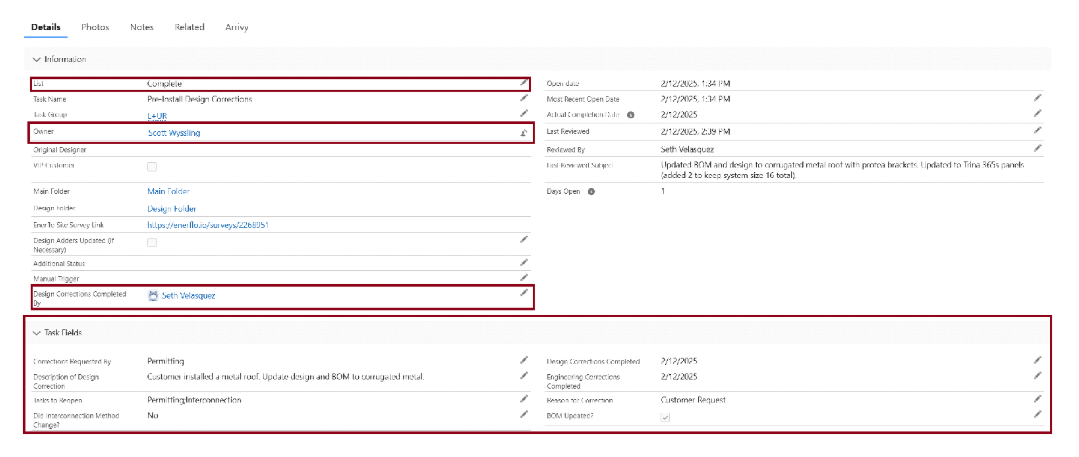 Details Photos Notes Related Arrivy
Information
List Complete
Open date 2/12/2025, 1:34 PM
Task Name Pre-Install Design Corrections
Most Recent Open Date 2/12/2025, 1:34 PM
Task Group L+UR
Actual Completion Date 2/12/2025
Owner Scott Wyssling
Last Reviewed 2/12/2025, 2:39 PM
Original Designer
Reviewed By Seth Velasquez
VIP Customer
Last Reviewed Subject Updated BOM and design to corrugated metal roof with protea brackets. Updated to Trina 365s panels
(added 2 to keep system size 16 total).
Main Folder Main Folder
Days Open 1
Design Folder Design Folder
Enerflo Site Survey Link https://enerflo.io/surveys/2268951
Design Adders Updated (If
Necessary)
Additional Status
Manual Trigger
Design Corrections Completed
By Seth Velasquez
Task Fields
Corrections Requested By Permitting
Design Corrections Completed 2/12/2025
Description of Design
Correction Customer installed a metal roof. Update design and BOM to corrugated metal.
Engineering Corrections
Completed 2/12/2025
Tasks to Reopen Permitting;Interconnection
Reason for Correction Customer Request
Did Interconnection Method
Change? No
BOM Updated?